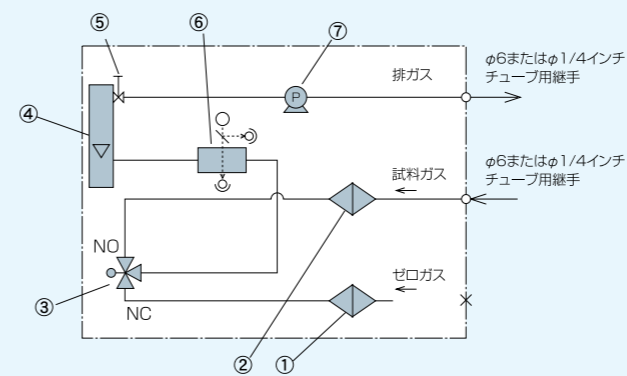 ⑤
⑥
⑦
④
P
排ガス
φ6またはφ1/4インチ
チューブ用継手
試料ガス
φ6またはφ1/4インチ
チューブ用継手
NO
ゼロガス
③
NC
②
①